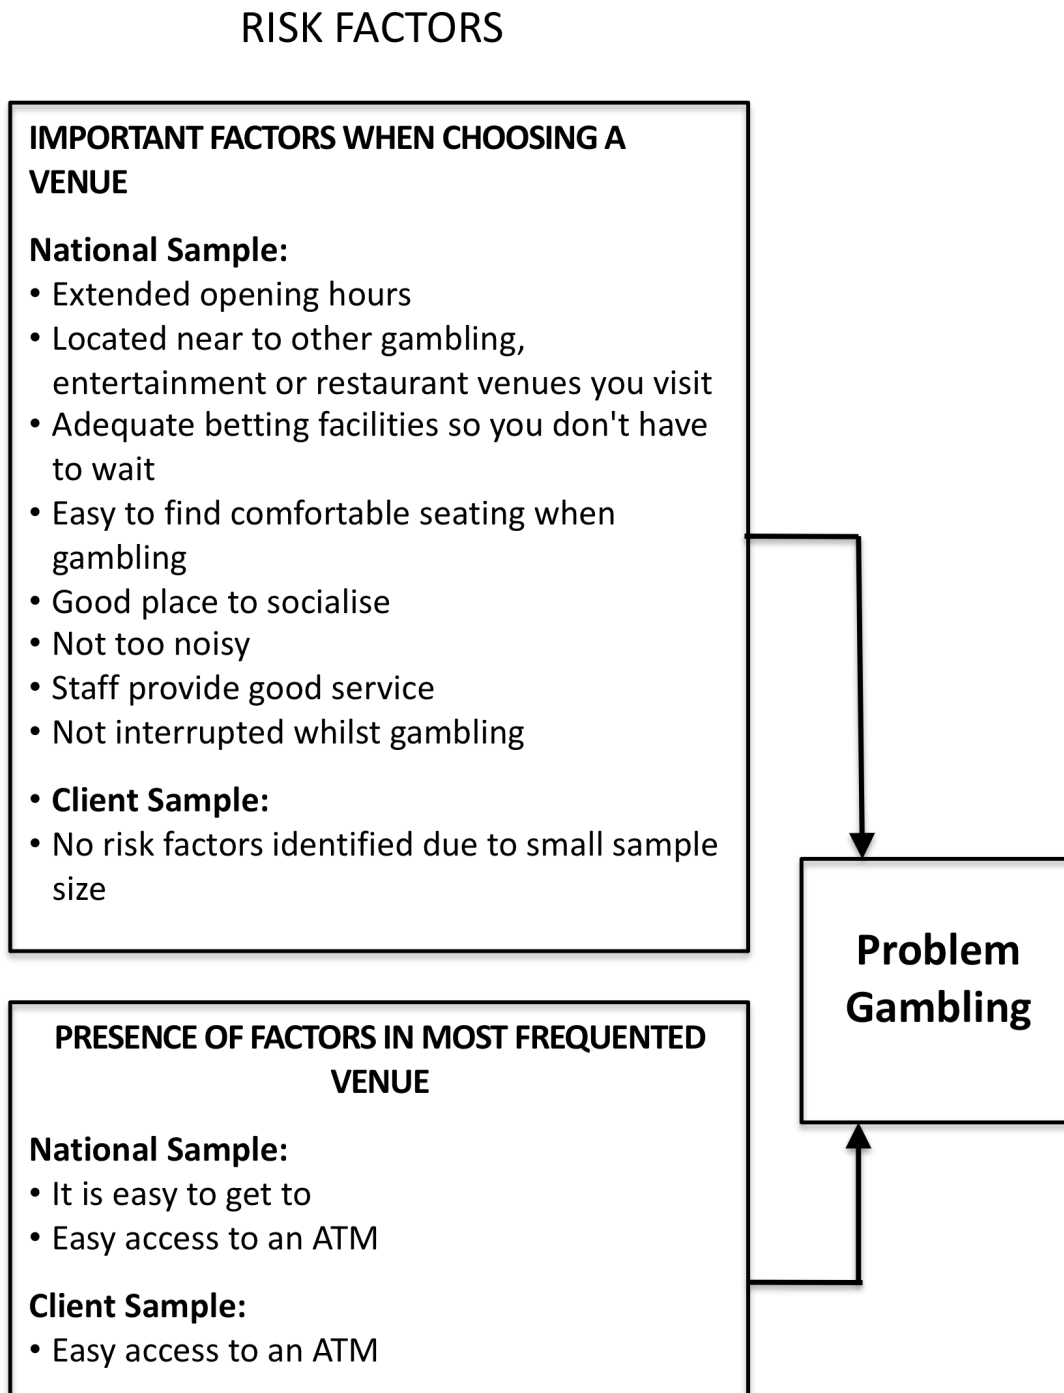 RISK FACTORS
IMPORTANT FACTORS WHEN CHOOSING A
VENUE
National Sample:
• Extended opening hours
• Located near to other gambling,
entertainment or restaurant venues you visit
• Adequate betting facilities so you don't have
to wait
• Easy to find comfortable seating when
gambling
• Good place to socialise
• Not too noisy
• Staff provide good service
• Not interrupted whilst gambling
• Client Sample:
• No risk factors identified due to small sample
size
Problem
Gambling
PRESENCE OF FACTORS IN MOST FREQUENTED
VENUE
National Sample:
• It is easy to get to
• Easy access to an ATM
Client Sample:
• Easy access to an ATM